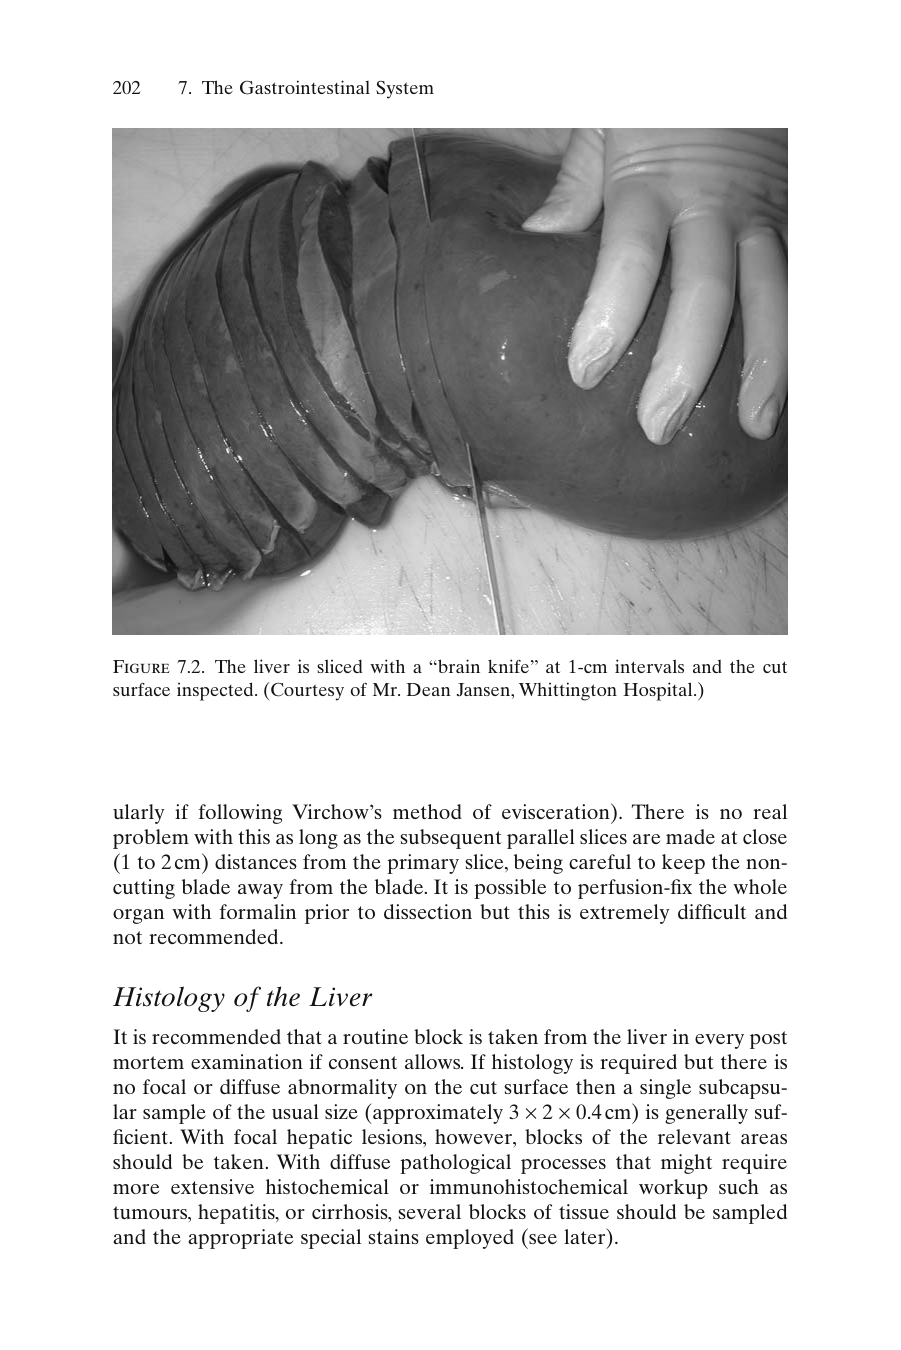 202 7. The Gastrointestinal System
Figure 7.2. The liver is sliced with a “brain knife” at 1-cm intervals and the cut
surface inspected. (Courtesy of Mr. Dean Jansen, Whittington Hospital.)
ularly if following Virchow’s method of evisceration). There is no real
problem with this as long as the subsequent parallel slices are made at close
(1 to 2 cm) distances from the primary slice, being careful to keep the non-
cutting blade away from the blade. It is possible to perfusion-fix the whole
organ with formalin prior to dissection but this is extremely difficult and
not recommended.
Histology of the Liver
It is recommended that a routine block is taken from the liver in every post
mortem examination if consent allows. If histology is required but there is
no focal or diffuse abnormality on the cut surface then a single subcapsu-
lar sample of the usual size (approximately 3 × 2 × 0.4 cm) is generally suf-
ficient. With focal hepatic lesions, however, blocks of the relevant areas
should be taken. With diffuse pathological processes that might require
more extensive histochemical or immunohistochemical workup such as
tumours, hepatitis, or cirrhosis, several blocks of tissue should be sampled
and the appropriate special stains employed (see later).